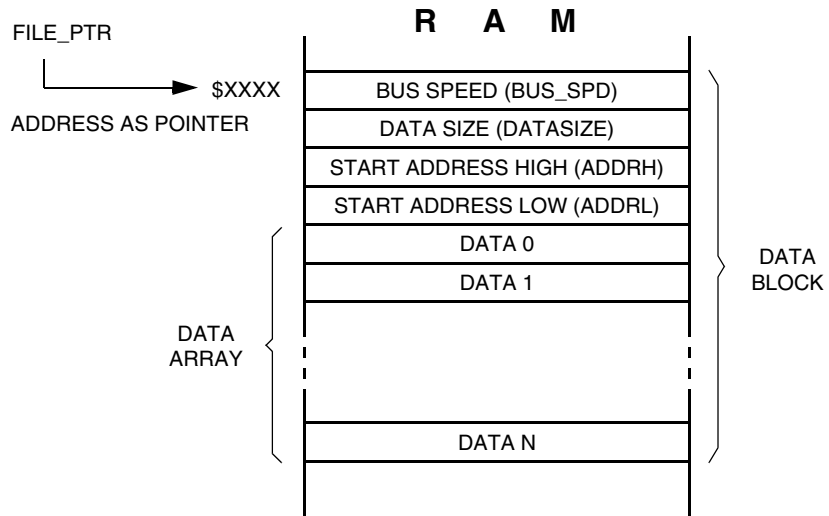 R A M
FILE_PTR
$XXXX
ADDRESS AS POINTER
BUS SPEED (BUS_SPD)
DATA SIZE (DATASIZE)
START ADDRESS HIGH (ADDRH)
START ADDRESS LOW (ADDRL)
DATA 0
DATA 1
DATA
BLOCK
DATA
ARRAY
DATA N